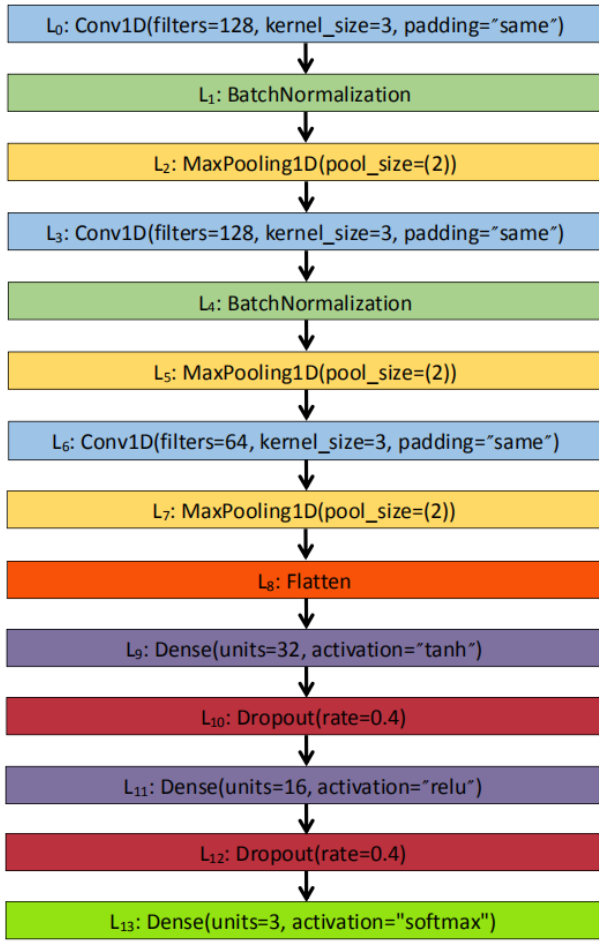 L₀: Conv1D(filters=128, kernel_size=3, padding="same")
L₁: BatchNormalization
L₂: MaxPooling1D(pool_size=(2))
L₃: Conv1D(filters=128, kernel_size=3, padding="same")
L₄: BatchNormalization
L₅: MaxPooling1D(pool_size=(2))
L₆: Conv1D(filters=64, kernel_size=3, padding="same")
L₇: MaxPooling1D(pool_size=(2))
L₈: Flatten
L₉: Dense(units=32, activation="tanh")
L₁₀: Dropout(rate=0.4)
L₁₁: Dense(units=16, activation="relu")
L₁₂: Dropout(rate=0.4)
L₁₃: Dense(units=3, activation="softmax")